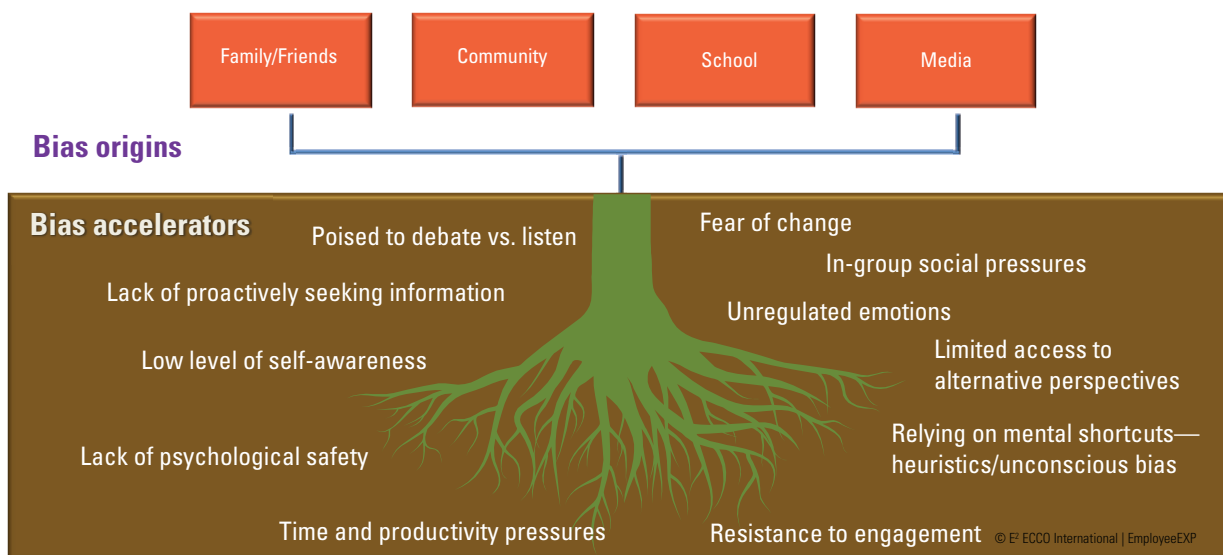 Family/Friends
Community
School
Media
Bias origins
Bias accelerators
Poised to debate vs. listen
Fear of change
In-group social pressures
Lack of proactively seeking information
Unregulated emotions
Low level of self-awareness
Limited access to
alternative perspectives
Relying on mental shortcuts—
heuristics/unconscious bias
Lack of psychological safety
Time and productivity pressures
Resistance to engagement
© E² ECCO International | EmployeeEXP